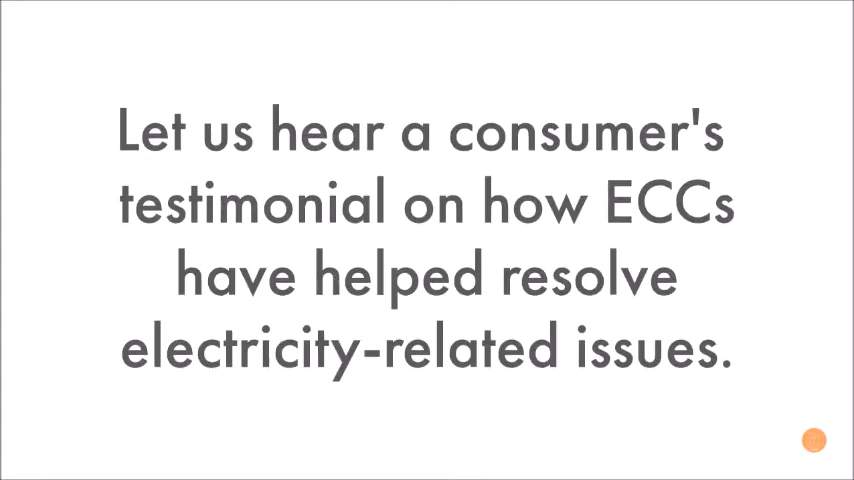 Let us hear a consumer's
testimonial on how ECCs
have helped resolve
electricity-related issues.